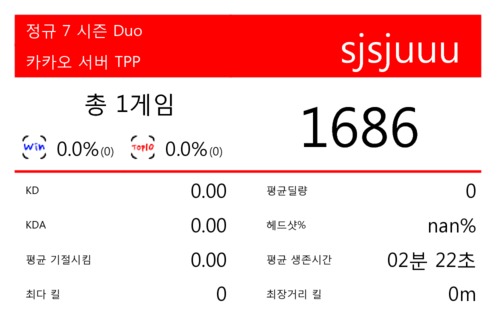 정규 7 시즌 Duo
카카오 서버 TPP
sjsjuuu
총 1게임
Win 0.0%(0) Top10 0.0%(0)
1686
KD 0.00
평균딜량 0
KDA 0.00
헤드샷% nan%
평균 기절시킴 0.00
평균 생존시간 02분 22초
최다 킬 0
최장거리 킬 0m